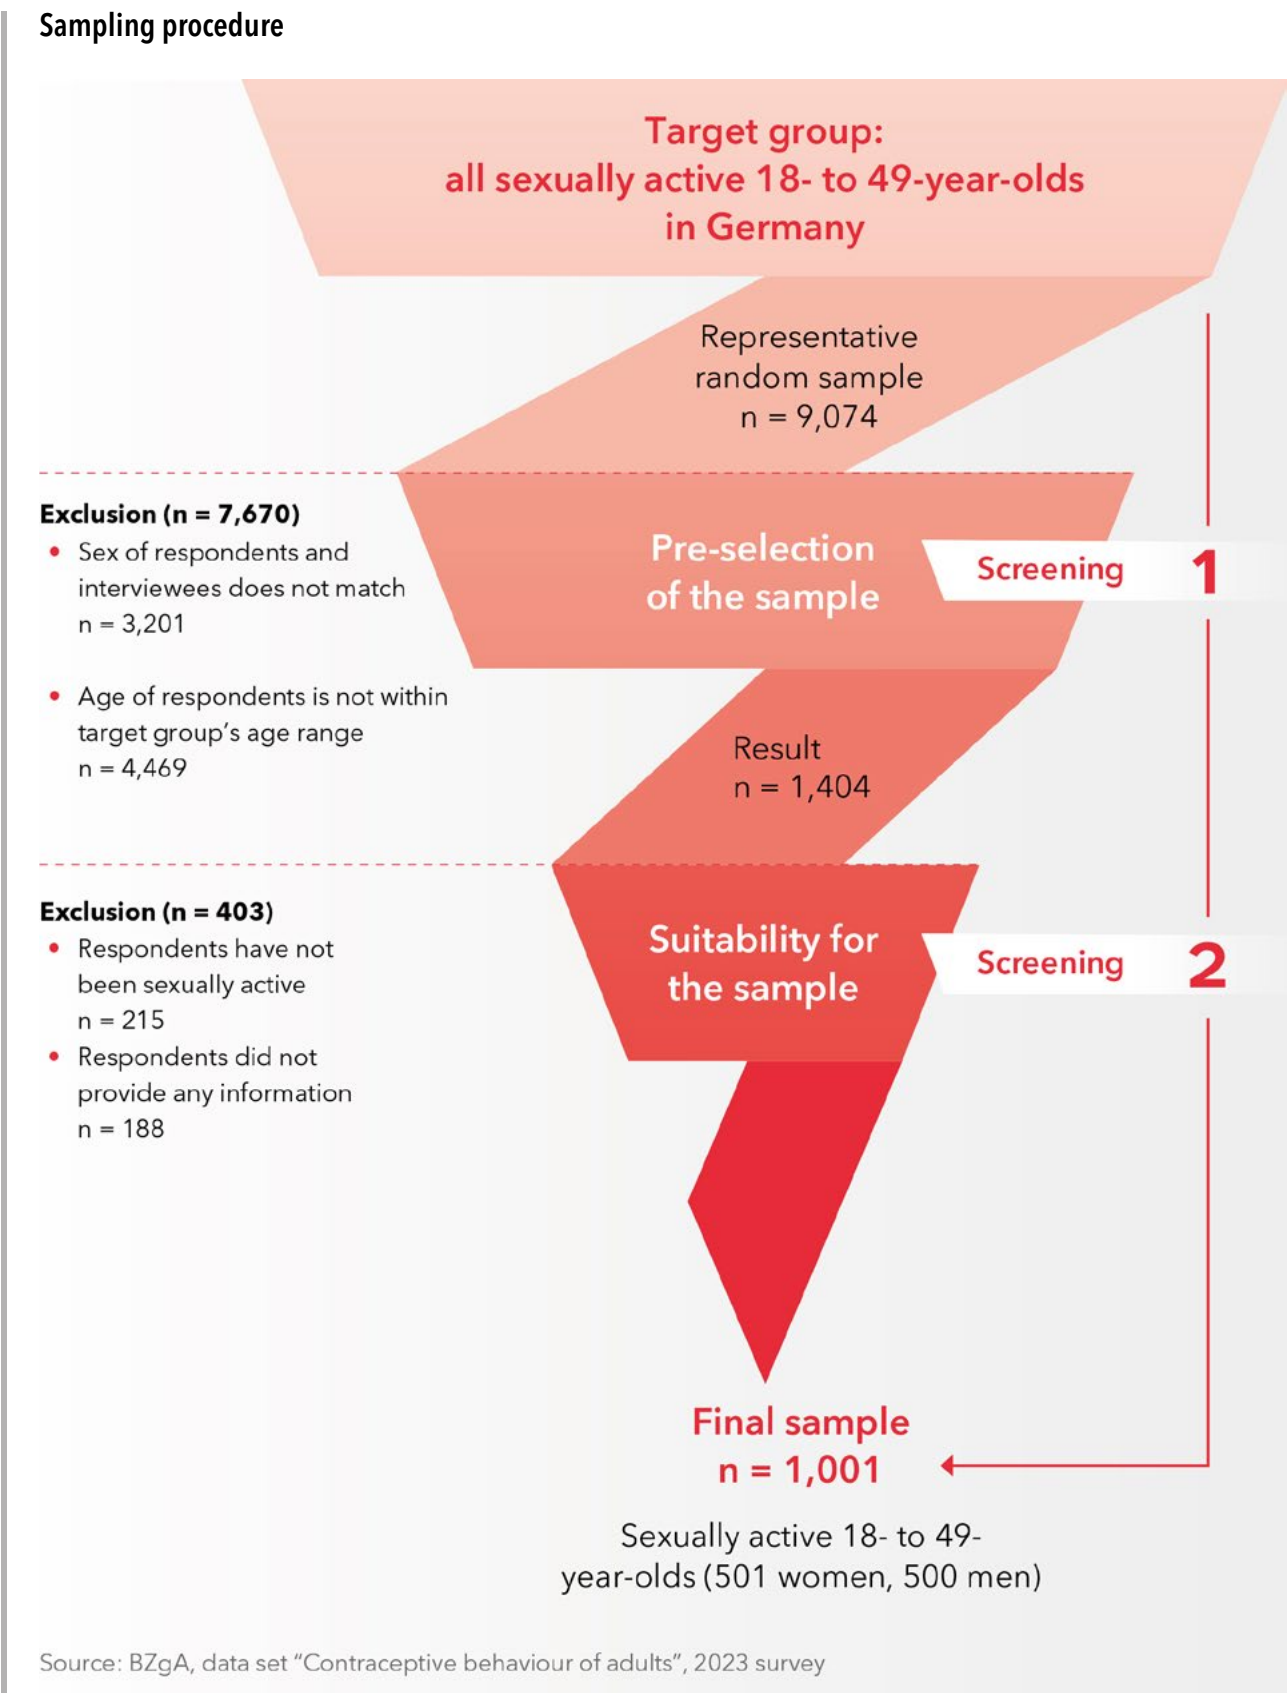 Sampling procedure
Target group:
all sexually active 18- to 49-year-olds
in Germany
Representative
random sample
n = 9,074
Exclusion (n = 7,670)
• Sex of respondents and
interviewees does not match
n = 3,201
• Age of respondents is not within
target group's age range
n = 4,469
Pre-selection
of the sample
Screening 1
Result
n = 1,404
Exclusion (n = 403)
• Respondents have not
been sexually active
n = 215
• Respondents did not
provide any information
n = 188
Suitability for
the sample
Screening 2
Final sample
n = 1,001
Sexually active 18- to 49-
year-olds (501 women, 500 men)
Source: BZgA, data set “Contraceptive behaviour of adults”, 2023 survey